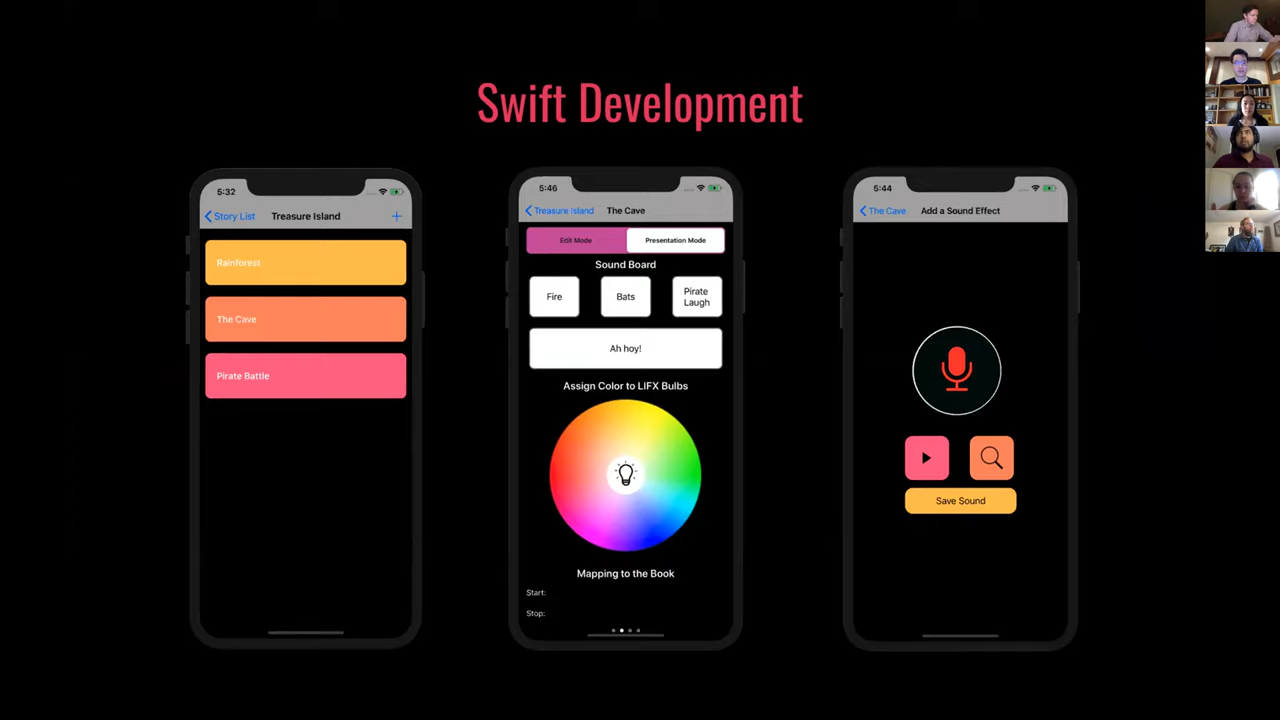 Swift Development
5:32
Story List
Treasure Island
+
Rainforest
The Cave
Pirate Battle
5:46
Treasure Island
The Cave
Edit Mode
Presentation Mode
Sound Board
Fire
Bats
Pirate
Laugh
Ah hoy!
Assign Color to LIFX Bulbs
Mapping to the Book
Start:
Stop:
5:44
The Cave
Add a Sound Effect
Save Sound